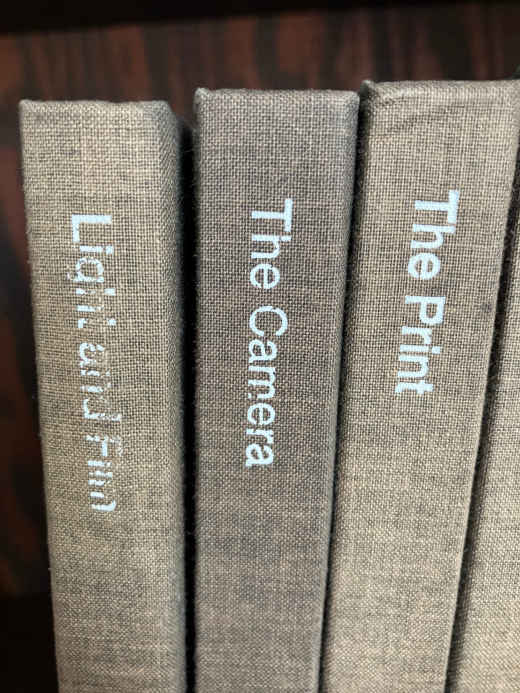 Light and Film
The Camera
The Print